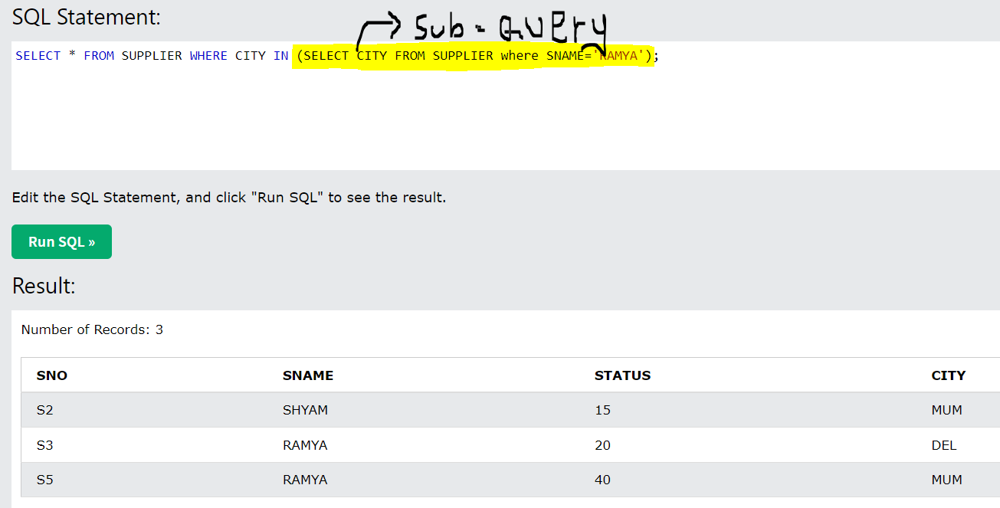 SQL Statement:
sub-query
SELECT * FROM SUPPLIER WHERE CITY IN (SELECT CITY FROM SUPPLIER where SNAME='RAMYA');
Edit the SQL Statement, and click "Run SQL" to see the result.
Run SQL »
Result:
Number of Records: 3
SNO SNAME STATUS CITY
S2 SHYAM 15 MUM
S3 RAMYA 20 DEL
S5 RAMYA 40 MUM